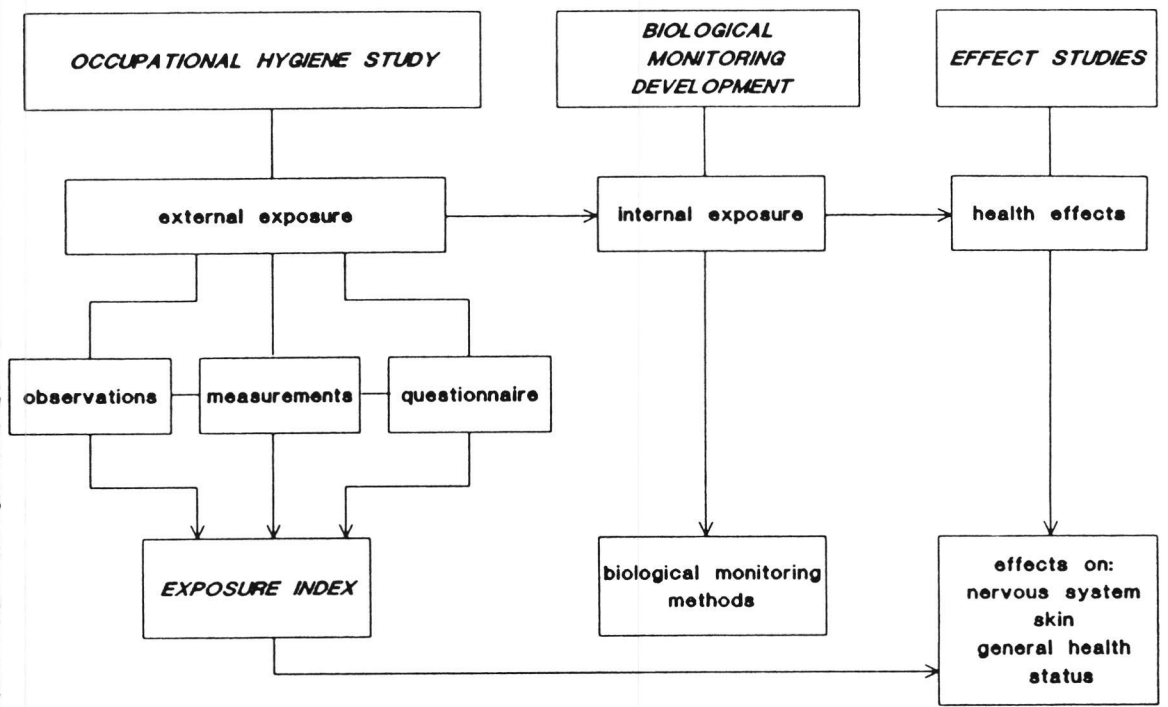 OCCUPATIONAL HYGIENE STUDY
BIOLOGICAL
MONITORING
DEVELOPMENT
EFFECT STUDIES
external exposure
internal exposure
health effects
observations
measurements
questionnaire
EXPOSURE INDEX
biological monitoring
methods
effects on:
nervous system
skin
general health
status